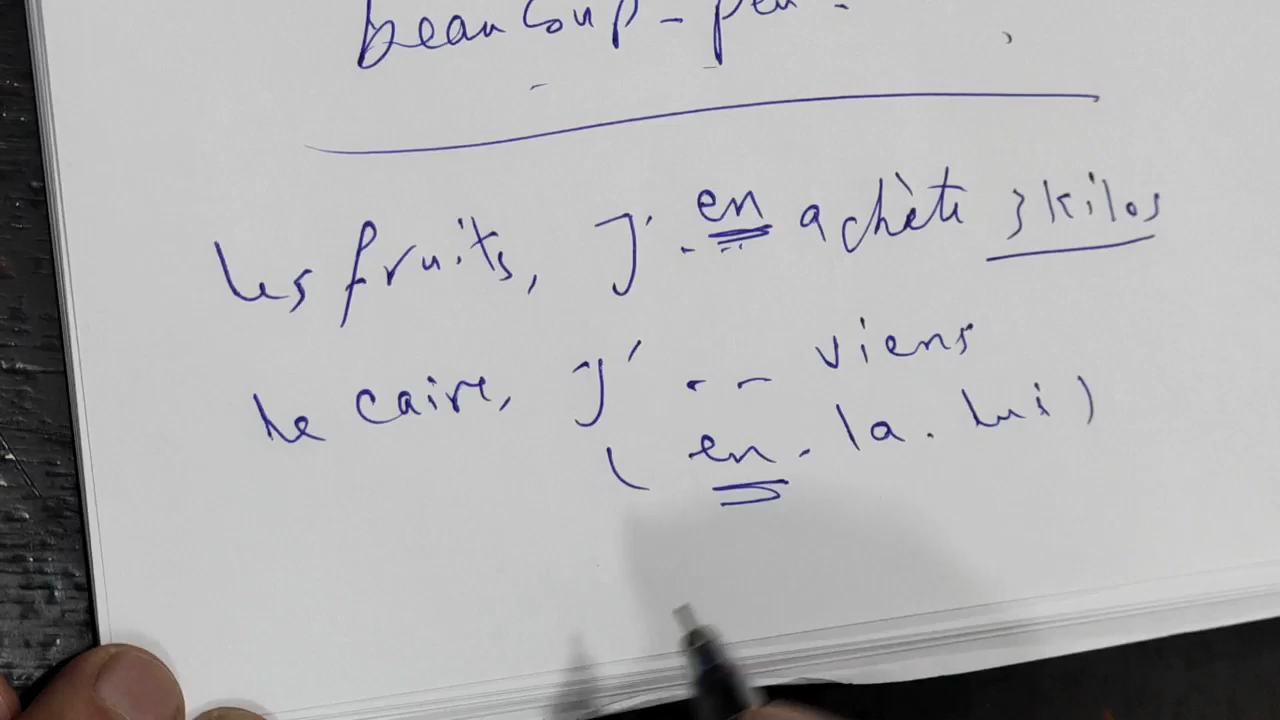 beaucoup - peu -
les fruits, j' en achète 3 kilos
le caire, j' .. - viens
( en - la . lui )